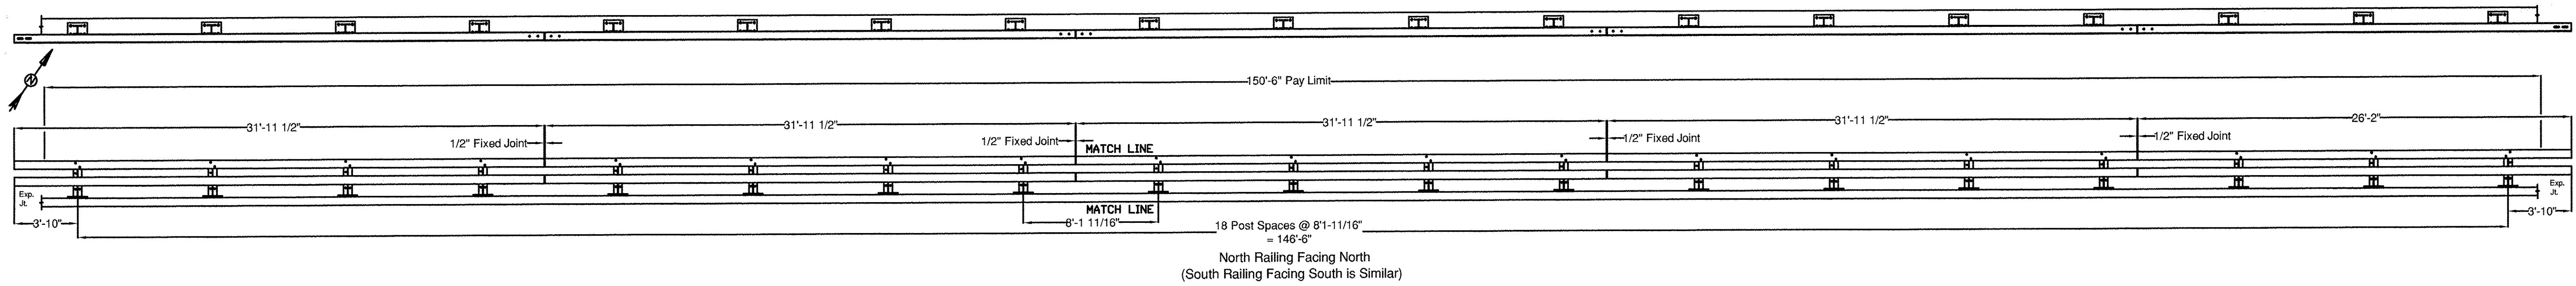 N
150'-6" Pay Limit
31'-11 1/2" 31'-11 1/2" 31'-11 1/2" 31'-11 1/2" 26'-2"
1/2" Fixed Joint 1/2" Fixed Joint 1/2" Fixed Joint 1/2" Fixed Joint
MATCH LINE
Exp. Exp.
Jt. Jt.
MATCH LINE
3'-10" 8'-1 11/16" 3'-10"
18 Post Spaces @ 8'1-11/16"
= 146'-6"
North Railing Facing North
(South Railing Facing South is Similar)